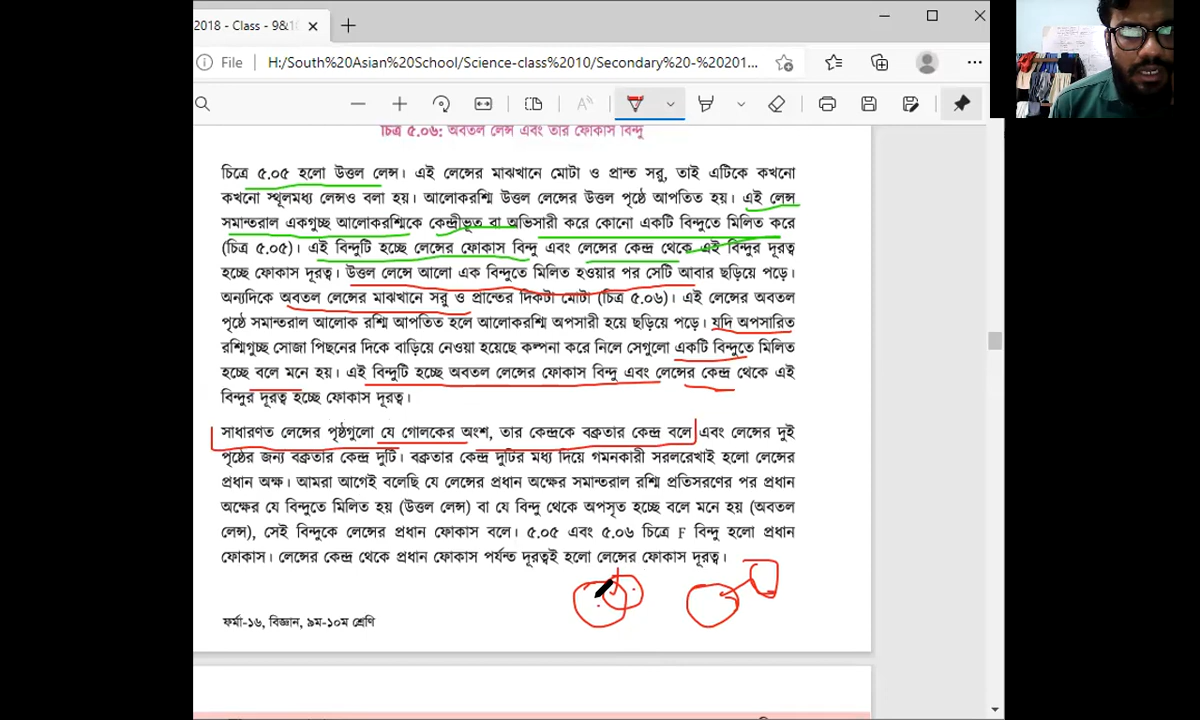 2018 - Class - 9&1
File H:/South%20Asian%20School/Science-class%2010/Secondary%20-%20201...
চিত্র ৫.০৬: অবতল লেন্স এবং তার ফোকাস বিন্দু
চিত্রে ৫.০৫ হলো উত্তল লেন্স। এই লেন্সের মাঝখানে মোটা ও প্রান্ত সরু, তাই এটিকে কখনো
কখনো স্থূলমধ্য লেন্সও বলা হয়। আলোকরশ্মি উত্তল লেন্সের উত্তল পৃষ্ঠে আপতিত হয়। এই লেন্স
সমান্তরাল একগুচ্ছ আলোকরশ্মিকে কেন্দ্রীভূত বা অভিসারী করে কোনো একটি বিন্দুতে মিলিত করে
(চিত্র ৫.০৫)। এই বিন্দুটি হচ্ছে লেন্সের ফোকাস বিন্দু এবং লেন্সের কেন্দ্র থেকে এই বিন্দুর দূরত্ব
হচ্ছে ফোকাস দূরত্ব। উত্তল লেন্সে আলো এক বিন্দুতে মিলিত হওয়ার পর সেটি আবার ছড়িয়ে পড়ে।
অন্যদিকে অবতল লেন্সের মাঝখানে সরু ও প্রান্তের দিকটা মোটা (চিত্র ৫.০৬)। এই লেন্সের অবতল
পৃষ্ঠে সমান্তরাল আলোক রশ্মি আপতিত হলে আলোকরশ্মি অপসারী হয়ে ছড়িয়ে পড়ে। যদি অপসারিত
রশ্মিগুচ্ছ সোজা পিছনের দিকে বাড়িয়ে নেওয়া হয়েছে কল্পনা করে নিলে সেগুলো একটি বিন্দুতে মিলিত
হচ্ছে বলে মনে হয়। এই বিন্দুটি হচ্ছে অবতল লেন্সের ফোকাস বিন্দু এবং লেন্সের কেন্দ্র থেকে এই
বিন্দুর দূরত্ব হচ্ছে ফোকাস দূরত্ব।
সাধারণত লেন্সের পৃষ্ঠগুলো যে গোলকের অংশ, তার কেন্দ্রকে বক্রতার কেন্দ্র বলে এবং লেন্সের দুই
পৃষ্ঠের জন্য বক্রতার কেন্দ্র দুটি। বক্রতার কেন্দ্র দুটির মধ্য দিয়ে গমনকারী সরলরেখাই হলো লেন্সের
প্রধান অক্ষ। আমরা আগেই বলেছি যে লেন্সের প্রধান অক্ষের সমান্তরাল রশ্মি প্রতিসরণের পর প্রধান
অক্ষের যে বিন্দুতে মিলিত হয় (উত্তল লেন্স) বা যে বিন্দু থেকে অপসৃত হচ্ছে বলে মনে হয় (অবতল
লেন্স), সেই বিন্দুকে লেন্সের প্রধান ফোকাস বলে। ৫.০৫ এবং ৫.০৬ চিত্রে F বিন্দু হলো প্রধান
ফোকাস। লেন্সের কেন্দ্র থেকে প্রধান ফোকাস পর্যন্ত দূরত্বই হলো লেন্সের ফোকাস দূরত্ব।
ফর্মা-১৬, বিজ্ঞান, ৯ম-১০ম শ্রেণি